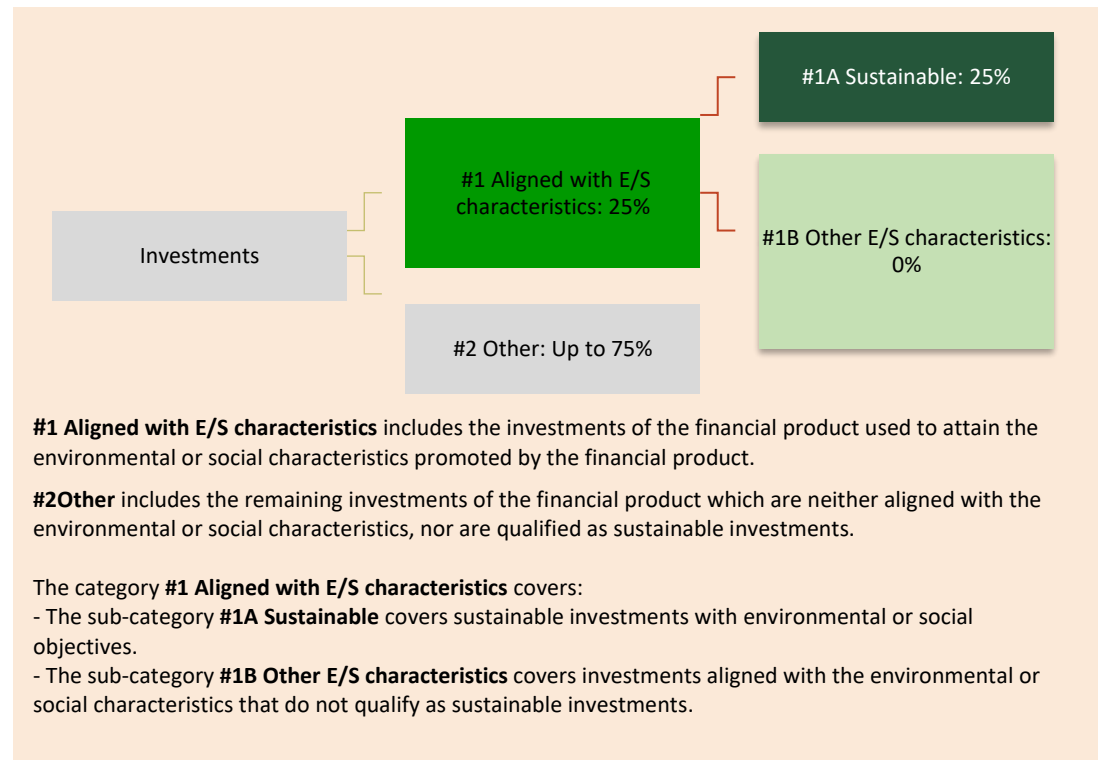 #1A Sustainable: 25%
#1 Aligned with E/S
characteristics: 25%
Investments
#1B Other E/S characteristics:
0%
#2 Other: Up to 75%
#1 Aligned with E/S characteristics includes the investments of the financial product used to attain the
environmental or social characteristics promoted by the financial product.
#2Other includes the remaining investments of the financial product which are neither aligned with the
environmental or social characteristics, nor are qualified as sustainable investments.
The category #1 Aligned with E/S characteristics covers:
- The sub-category #1A Sustainable covers sustainable investments with environmental or social
objectives.
- The sub-category #1B Other E/S characteristics covers investments aligned with the environmental or
social characteristics that do not qualify as sustainable investments.